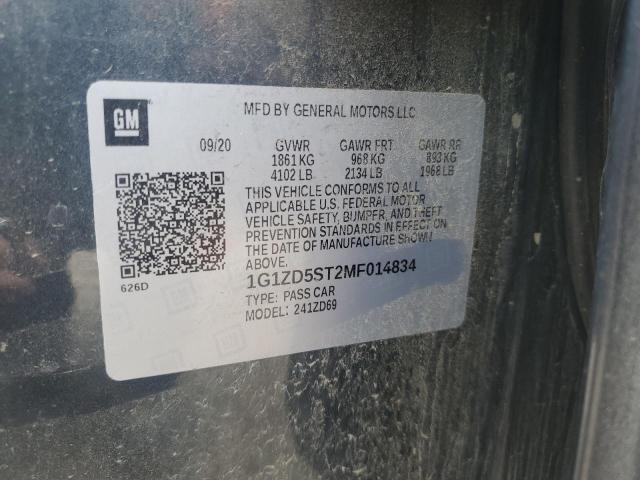 GM
MFD BY GENERAL MOTORS LLC
09/20 GVWR GAWR FRT GAWR RR
1861 KG 968 KG 893 KG
4102 LB 2134 LB 1968 LB
THIS VEHICLE CONFORMS TO ALL
APPLICABLE U.S. FEDERAL MOTOR
VEHICLE SAFETY, BUMPER, AND THEFT
PREVENTION STANDARDS IN EFFECT ON
THE DATE OF MANUFACTURE SHOWN
ABOVE.
626D
1G1ZD5ST2MF014834
TYPE: PASS CAR
MODEL: 241ZD69